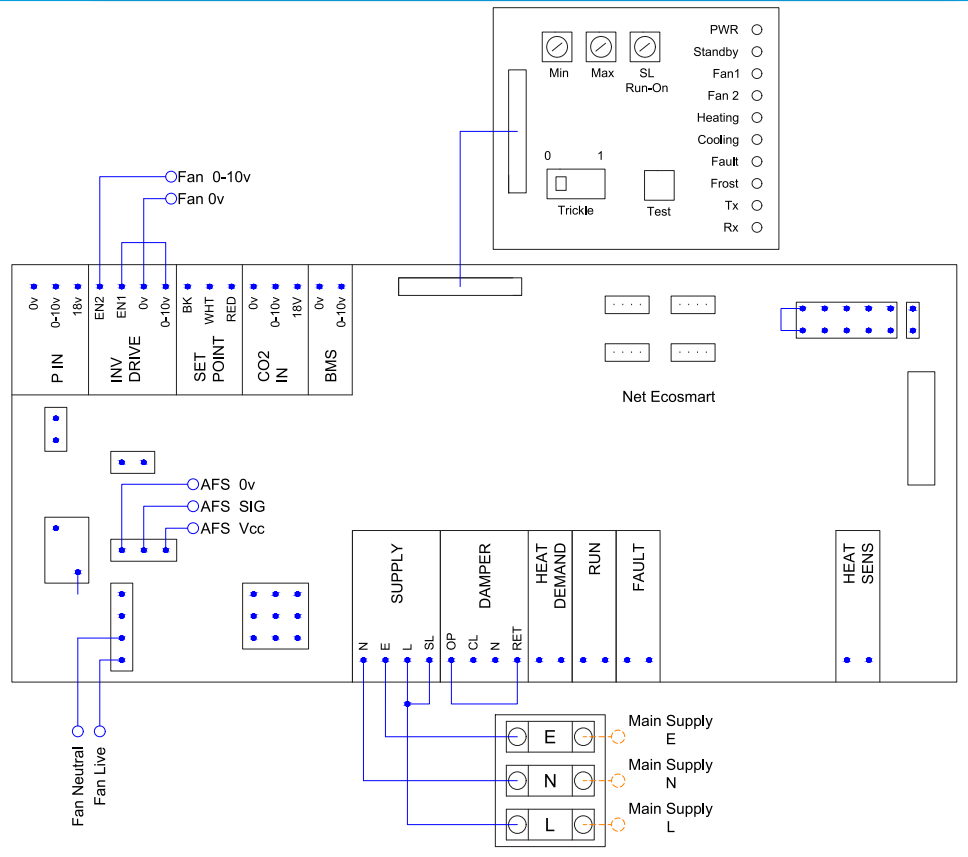 PWR
Standby
Fan1
Fan 2
Heating
Cooling
Fault
Frost
Tx
Rx
Min
Max
SL
Run-On
0
1
Trickle
Test
Fan 0-10v
Fan 0v
0v
0-10v
18v
P IN
EN2
EN1
0v
0-10v
INV
DRIVE
BK
WHT
RED
SET
POINT
0v
0-10v
18V
CO2
IN
0v
0-10v
BMS
Net Ecosmart
AFS 0v
AFS SIG
AFS Vcc
SUPPLY
N
E
L
SL
DAMPER
OP
CL
N
RET
HEAT
DEMAND
RUN
FAULT
HEAT
SENS
Fan Neutral
Fan Live
E
Main Supply
E
N
Main Supply
N
L
Main Supply
L